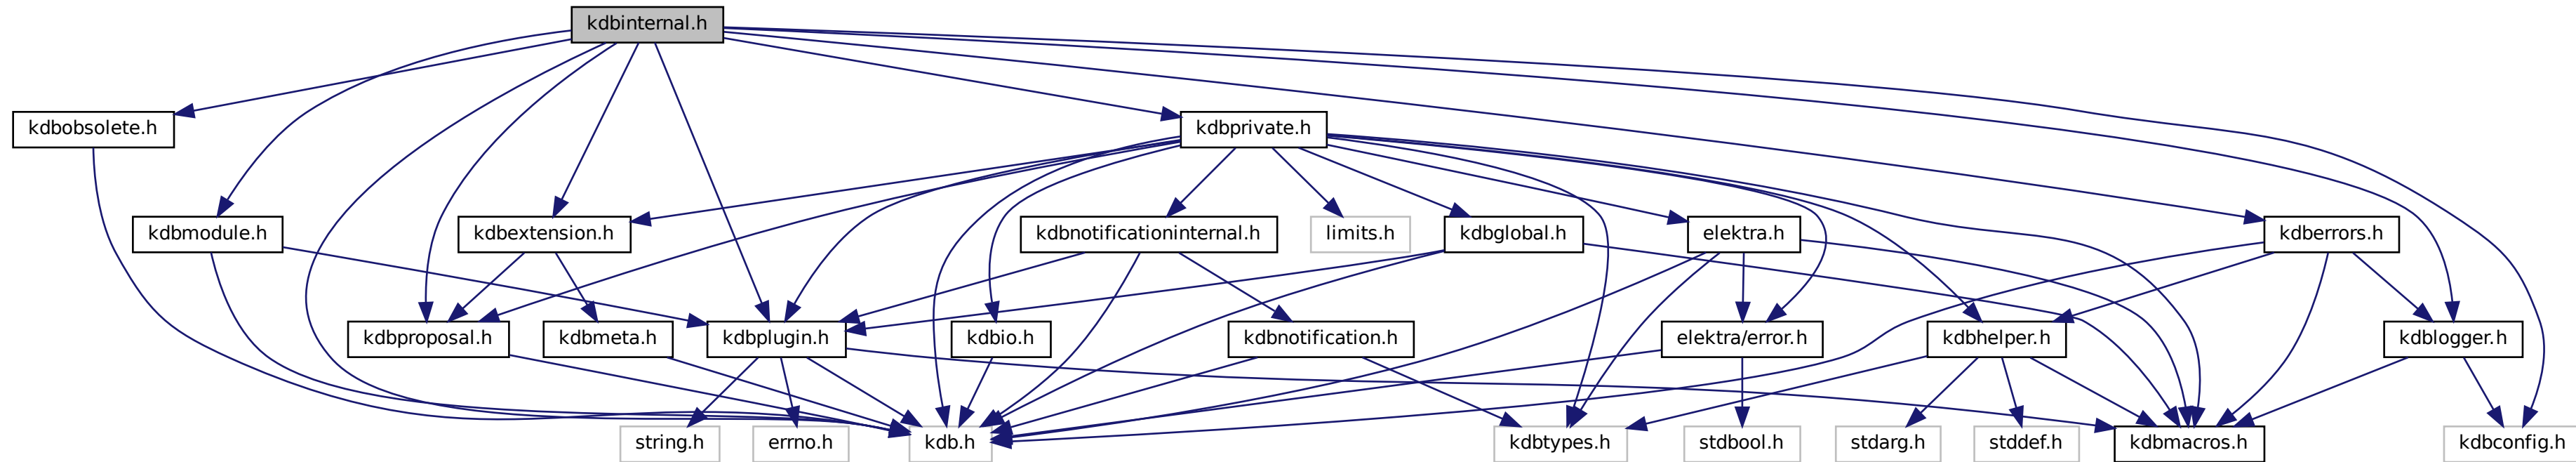 kdbinternal.h
kdbobsolete.h
kdbprivate.h
kdbmodule.h
kdbextension.h
kdbnotificationinternal.h
limits.h
kdbglobal.h
elektra.h
kdberrors.h
kdbproposal.h
kdbmeta.h
kdbplugin.h
kdbio.h
kdbnotification.h
elektra/error.h
kdbhelper.h
kdblogger.h
string.h
errno.h
kdb.h
kdbtypes.h
stdbool.h
stdarg.h
stddef.h
kdbmacros.h
kdbconfig.h